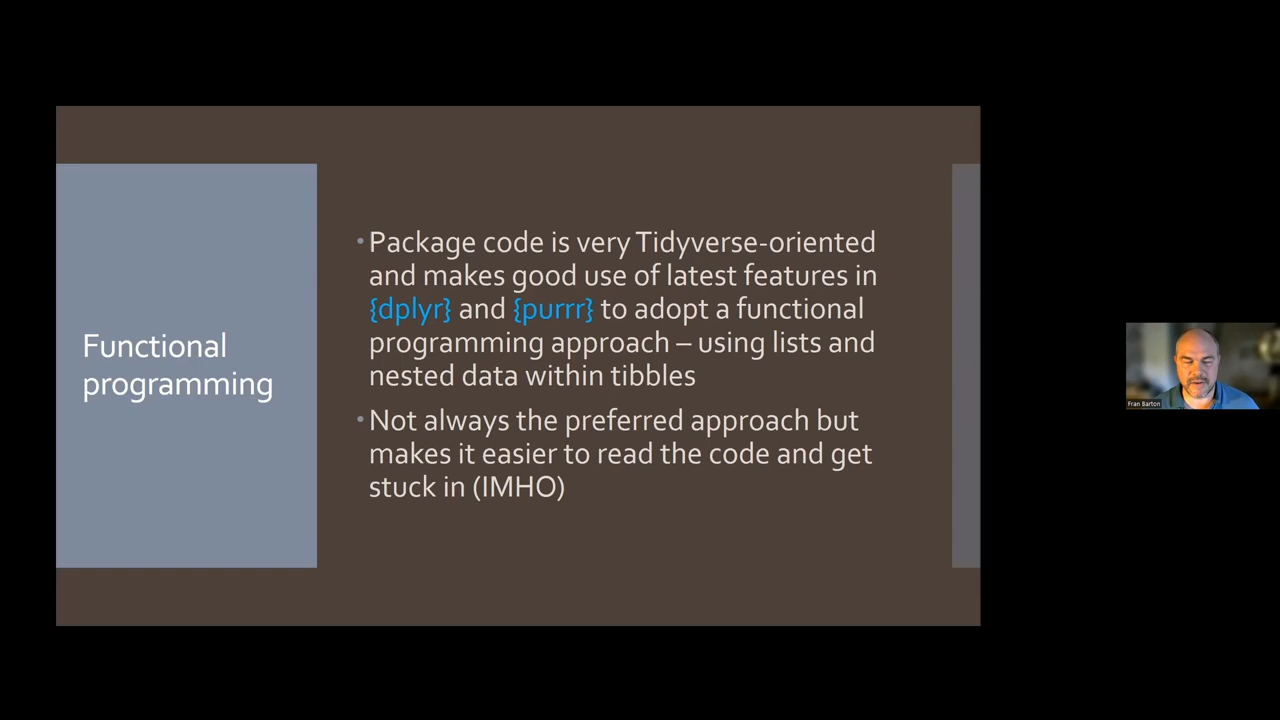 Functional
programming
•Package code is very Tidyverse-oriented
and makes good use of latest features in
{dplyr} and {purrr} to adopt a functional
programming approach – using lists and
nested data within tibbles
•Not always the preferred approach but
makes it easier to read the code and get
stuck in (IMHO)
Fran Barton